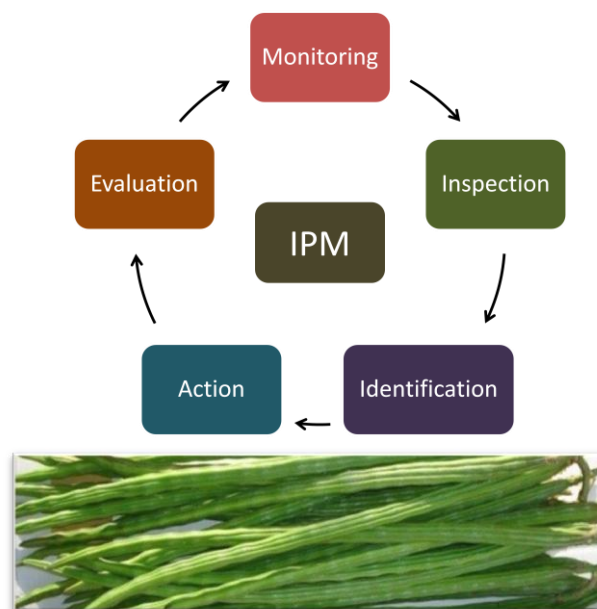 Monitoring
Inspection
Identification
Action
Evaluation
IPM